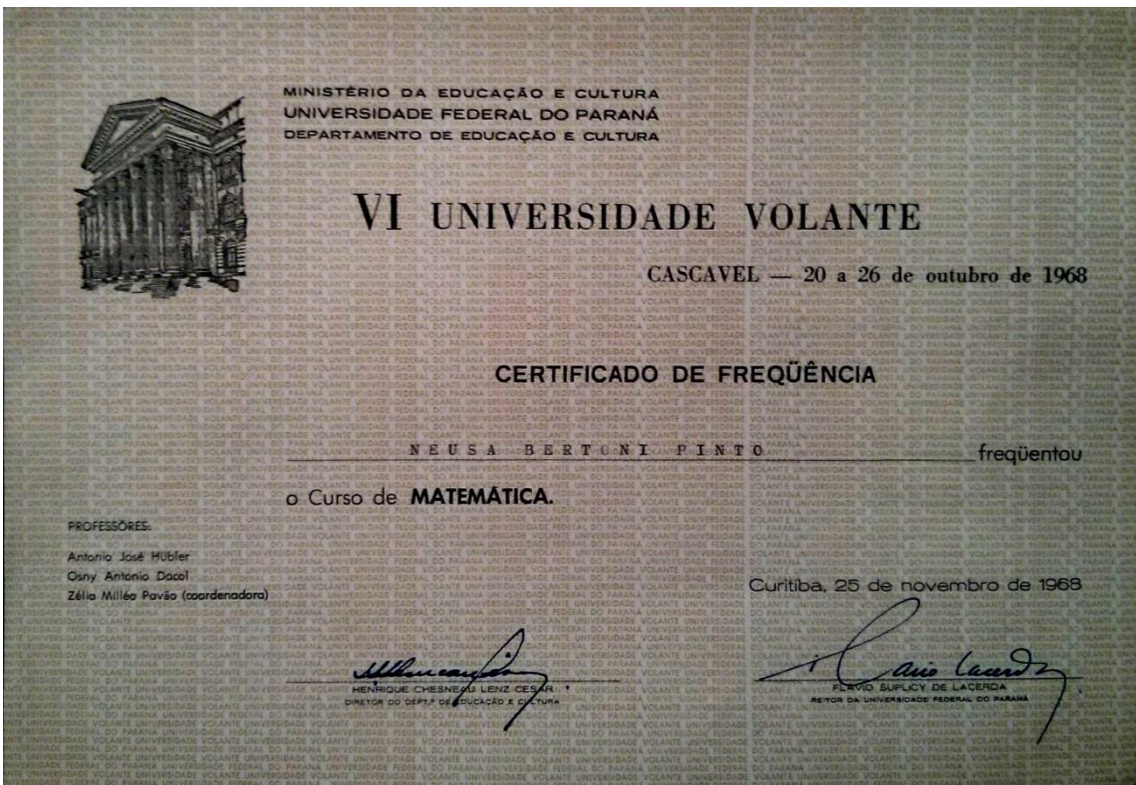 MINISTÉRIO DA EDUCAÇÃO E CULTURA
UNIVERSIDADE FEDERAL DO PARANÁ
DEPARTAMENTO DE EDUCAÇÃO E CULTURA
VI UNIVERSIDADE VOLANTE
CASCAVEL — 20 a 26 de outubro de 1968
CERTIFICADO DE FREQÜÊNCIA
NEUSA BERTONI PINTO freqüentou
o Curso de MATEMÁTICA.
PROFESSÔRES:
Antonio José Hübler
Osny Antonio Dacol
Zélia Milléo Pavão (coordenadora)
Curitiba, 25 de novembro de 1968
HENRIQUE CHESNEAU LENZ CESAR
DIRETOR DO DEPT.º DE EDUCAÇÃO E CULTURA
FLAVIO SUPLICY DE LACERDA
REITOR DA UNIVERSIDADE FEDERAL DO PARANÁ